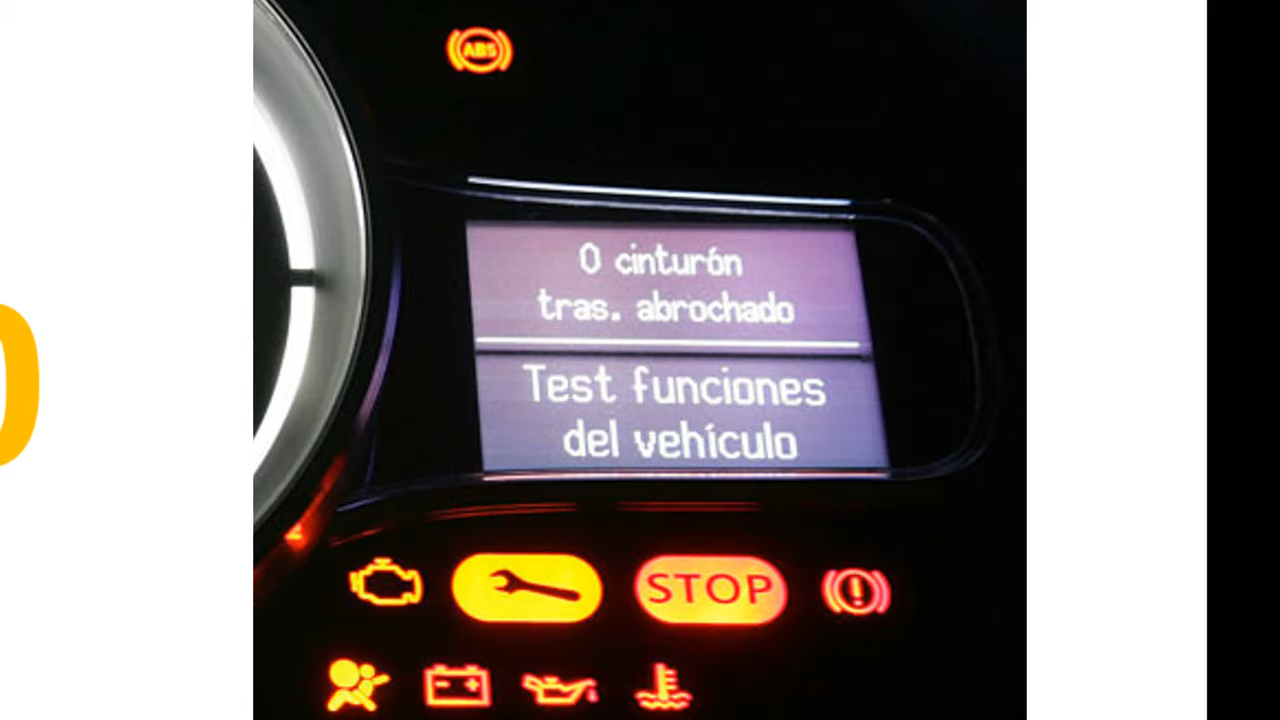 ABS
0 cinturón
tras. abrochado
Test funciones
del vehículo
STOP